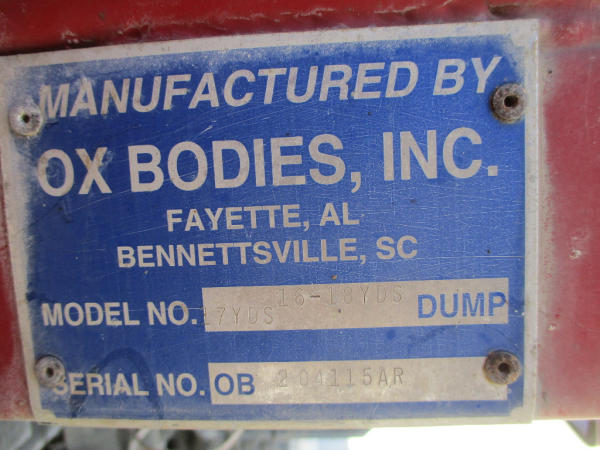 MANUFACTURED BY
OX BODIES, INC.
FAYETTE, AL
BENNETTSVILLE, SC
MODEL NO. 17YDS 16-18YDS DUMP
SERIAL NO. OB 204115AR